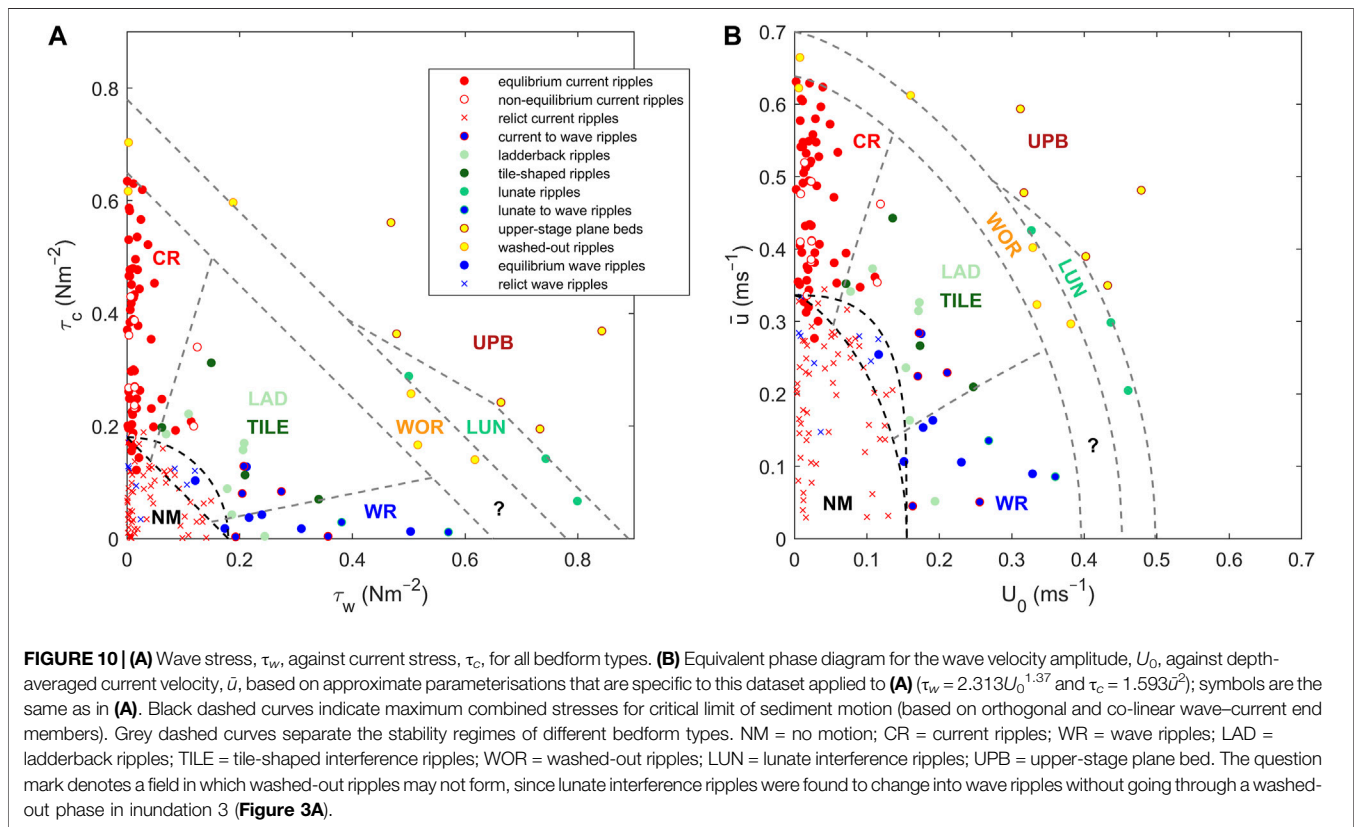 A
B
0.8
0.6
0.4
0.2
0
τc (Nm-2)
0
0.2
0.4
0.6
0.8
τw (Nm-2)
CR
LAD
TILE
UPB
WOR
LUN
?
WR
NM
equilibrium current ripples
non-equilibrium current ripples
relict current ripples
current to wave ripples
ladderback ripples
tile-shaped ripples
lunate ripples
lunate to wave ripples
upper-stage plane beds
washed-out ripples
equilibrium wave ripples
relict wave ripples
0.7
0.6
0.5
0.4
0.3
0.2
0.1
0
ū (ms-1)
0
0.1
0.2
0.3
0.4
0.5
0.6
0.7
U0 (ms-1)
CR
UPB
WOR
LAD
TILE
LUN
?
WR
NM
FIGURE 10 | (A) Wave stress, τw, against current stress, τc, for all bedform types. (B) Equivalent phase diagram for the wave velocity amplitude, U0, against depth-
averaged current velocity, ū, based on approximate parameterisations that are specific to this dataset applied to (A) (τw = 2.313U0^1.37 and τc = 1.593ū²); symbols are the
same as in (A). Black dashed curves indicate maximum combined stresses for critical limit of sediment motion (based on orthogonal and co-linear wave–current end
members). Grey dashed curves separate the stability regimes of different bedform types. NM = no motion; CR = current ripples; WR = wave ripples; LAD =
ladderback ripples; TILE = tile-shaped interference ripples; WOR = washed-out ripples; LUN = lunate interference ripples; UPB = upper-stage plane bed. The question
mark denotes a field in which washed-out ripples may not form, since lunate interference ripples were found to change into wave ripples without going through a washed-
out phase in inundation 3 (Figure 3A).